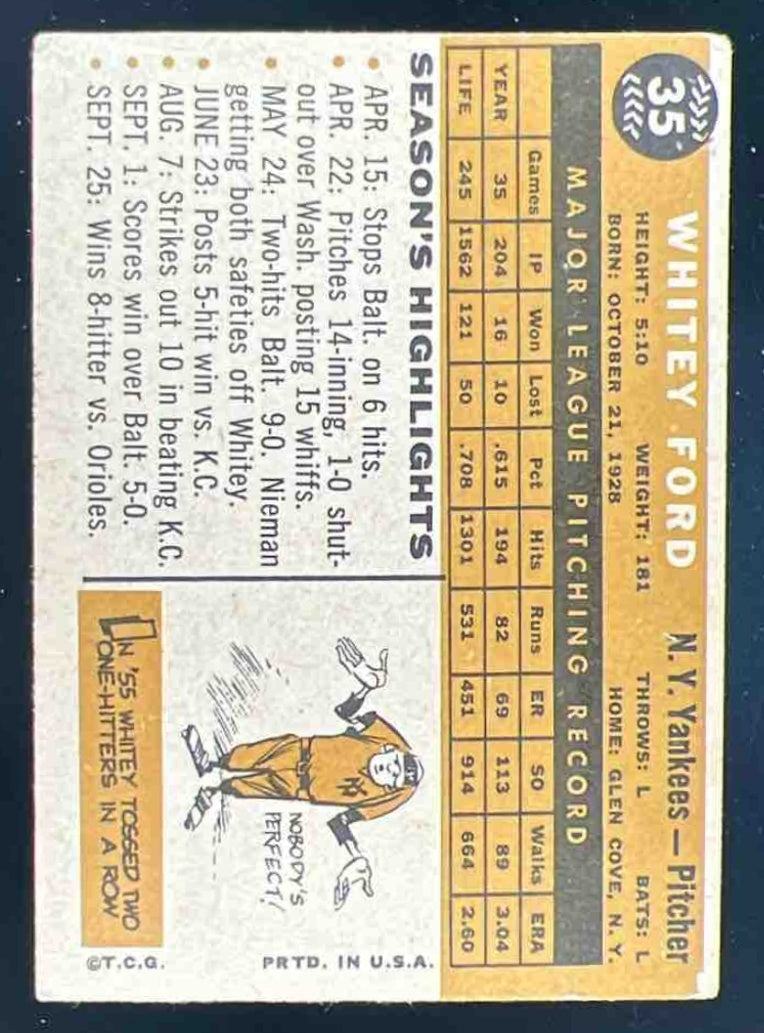 35
WHITEY FORD N. Y. Yankees — Pitcher
HEIGHT: 5:10 WEIGHT: 181 THROWS: L BATS: L
BORN: OCTOBER 21, 1928 HOME: GLEN COVE, N. Y.
MAJOR LEAGUE PITCHING RECORD
Games IP Won Lost Pct Hits Runs ER SO Walks ERA
YEAR 35 204 16 10 .615 194 82 69 113 89 3.04
LIFE 245 1562 121 50 .708 1301 531 451 914 664 2.60
SEASON'S HIGHLIGHTS
• APR. 15: Stops Balt. on 6 hits.
• APR. 22: Pitches 14-inning, 1-0 shut-
out over Wash. posting 15 whiffs.
• MAY 24: Two-hits Balt. 9-0. Nieman
getting both safeties off Whitey.
• JUNE 23: Posts 5-hit win vs. K.C.
• AUG. 7: Strikes out 10 in beating K.C.
• SEPT. 1: Scores win over Balt. 5-0.
• SEPT. 25: Wins 8-hitter vs. Orioles.
NY
NOBODY'S
PERFECT!
IN '55 WHITEY TOSSED TWO
ONE-HITTERS IN A ROW
©T.C.G. PRTD. IN U.S.A.